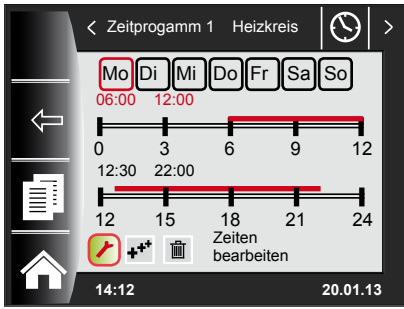 Zeitprogamm 1 Heizkreis
Mo Di Mi Do Fr Sa So
06:00 12:00
0 3 6 9 12
12:30 22:00
12 15 18 21 24
Zeiten
bearbeiten
14:12 20.01.13